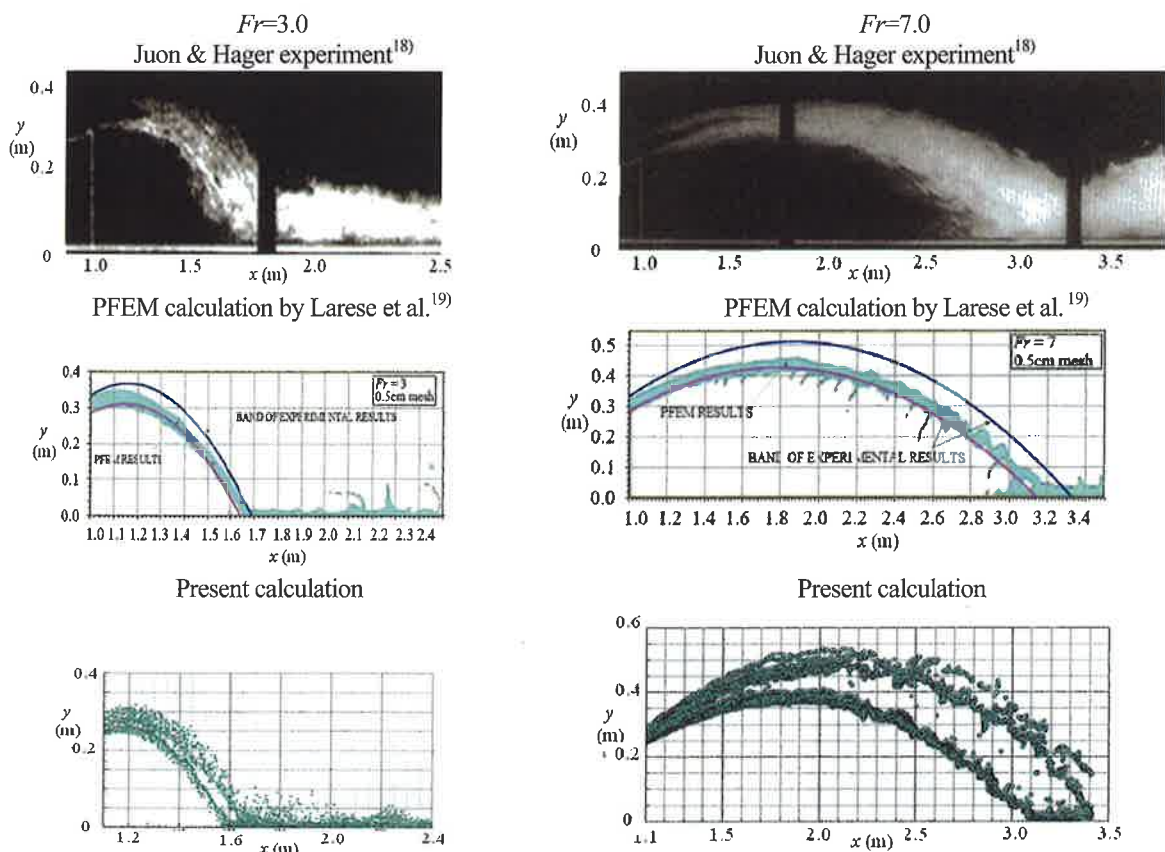 Fr=3.0
Juon & Hager experiment18)
0.4
y
(m)
0.2
0
1.0 1.5 2.0 2.5
x (m)
PFEM calculation by Larese et al.19)
0.4
0.3
y
0.2
(m)
0.1
0.0
Fr = 3
0.5cm mesh
BAND OF EXPERIMENTAL RESULTS
PFEM RESULTS
1.0 1.1 1.2 1.3 1.4 1.5 1.6 1.7 1.8 1.9 2.0 2.1 2.2 2.3 2.4
x (m)
Present calculation
0.4
y
(m)
0.2
0
1.2 1.6 2.0 2.4
x (m)
Fr=7.0
Juon & Hager experiment18)
0.4
y
(m)
0.2
0
1.0 1.5 2.0 2.5 3.0 3.5
x (m)
PFEM calculation by Larese et al.19)
0.5
0.4
y
0.3
(m)
0.2
0.1
0.0
Fr = 7
0.5cm mesh
PFEM RESULTS
BAND OF EXPERIMENTAL RESULTS
1.0 1.2 1.4 1.6 1.8 2.0 2.2 2.4 2.6 2.8 3.0 3.2 3.4
x (m)
Present calculation
0.6
y
0.4
(m)
0.2
0
1.1 1.5 2.0 2.5 3.0 3.5
x (m)